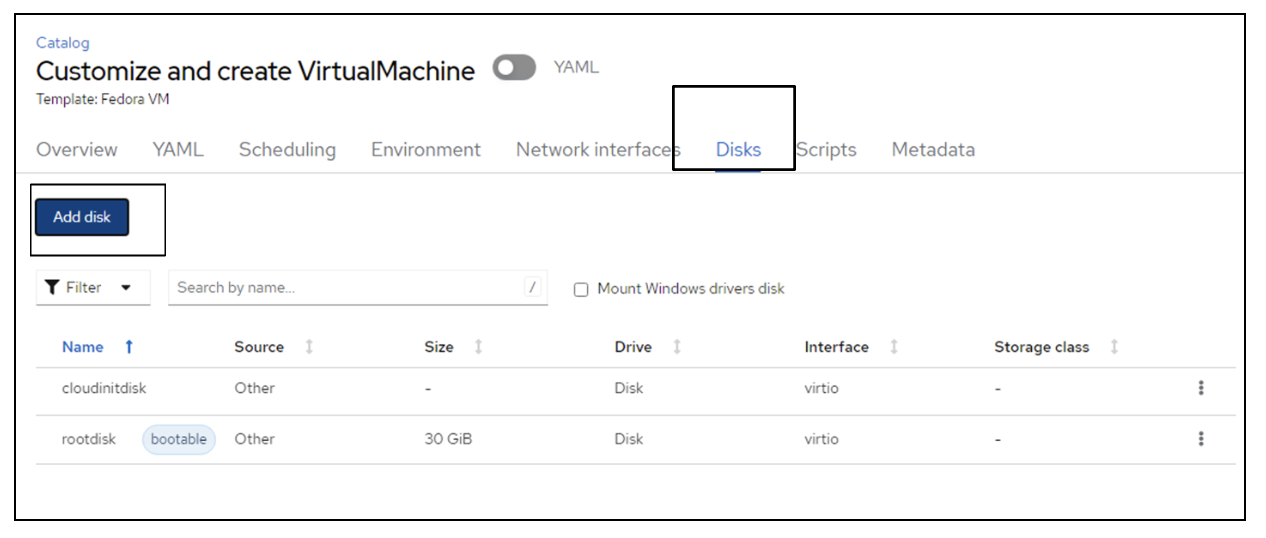 Catalog
Customize and create VirtualMachine YAML
Template: Fedora VM
Overview YAML Scheduling Environment Network interfaces Disks Scripts Metadata
Add disk
Filter Search by name... / Mount Windows drivers disk
Name Source Size Drive Interface Storage class
cloudinitdisk Other - Disk virtio -
rootdisk bootable Other 30 GiB Disk virtio -